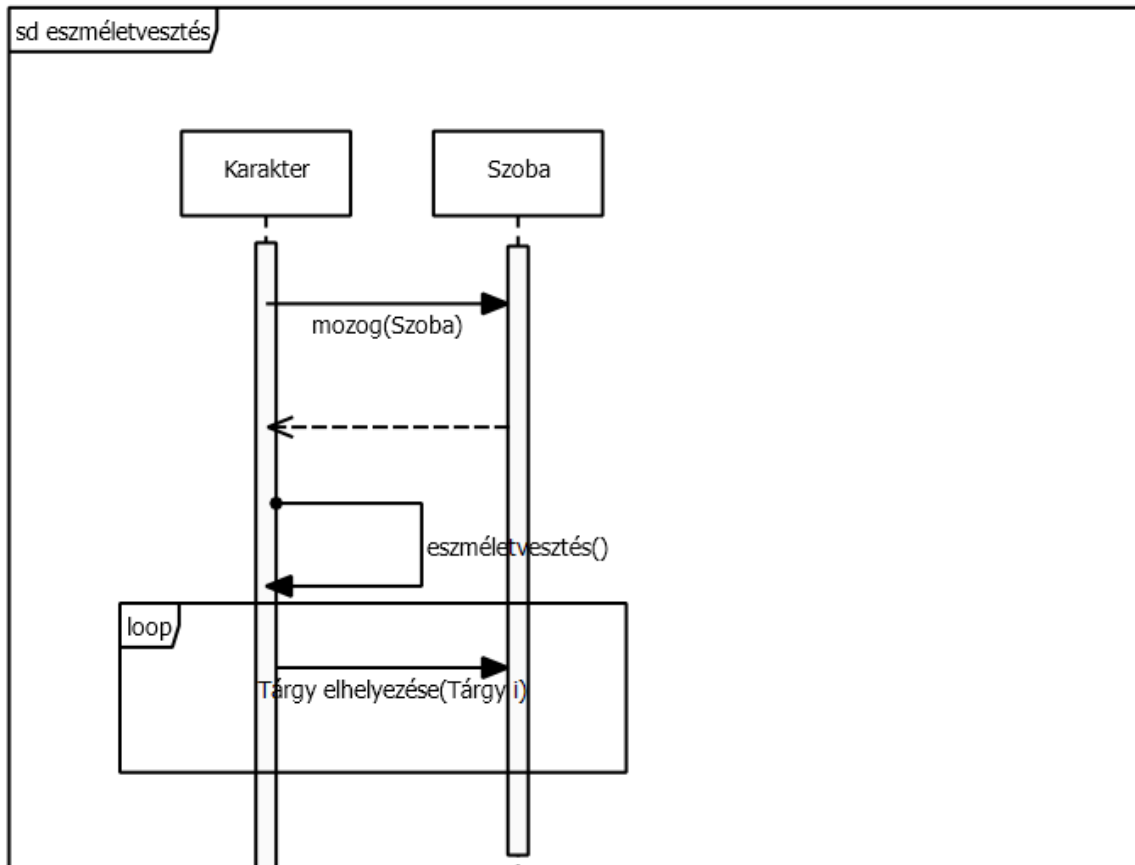 sd eszméletvesztés
Karakter
Szoba
mozog(Szoba)
eszméletvesztés()
loop
Tárgy elhelyezése(Tárgy i)